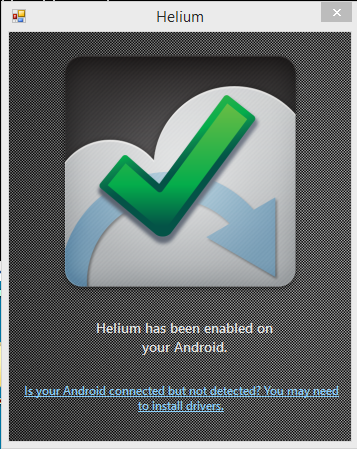 Helium
Helium has been enabled on
your Android.
Is your Android connected but not detected? You may need
to install drivers.